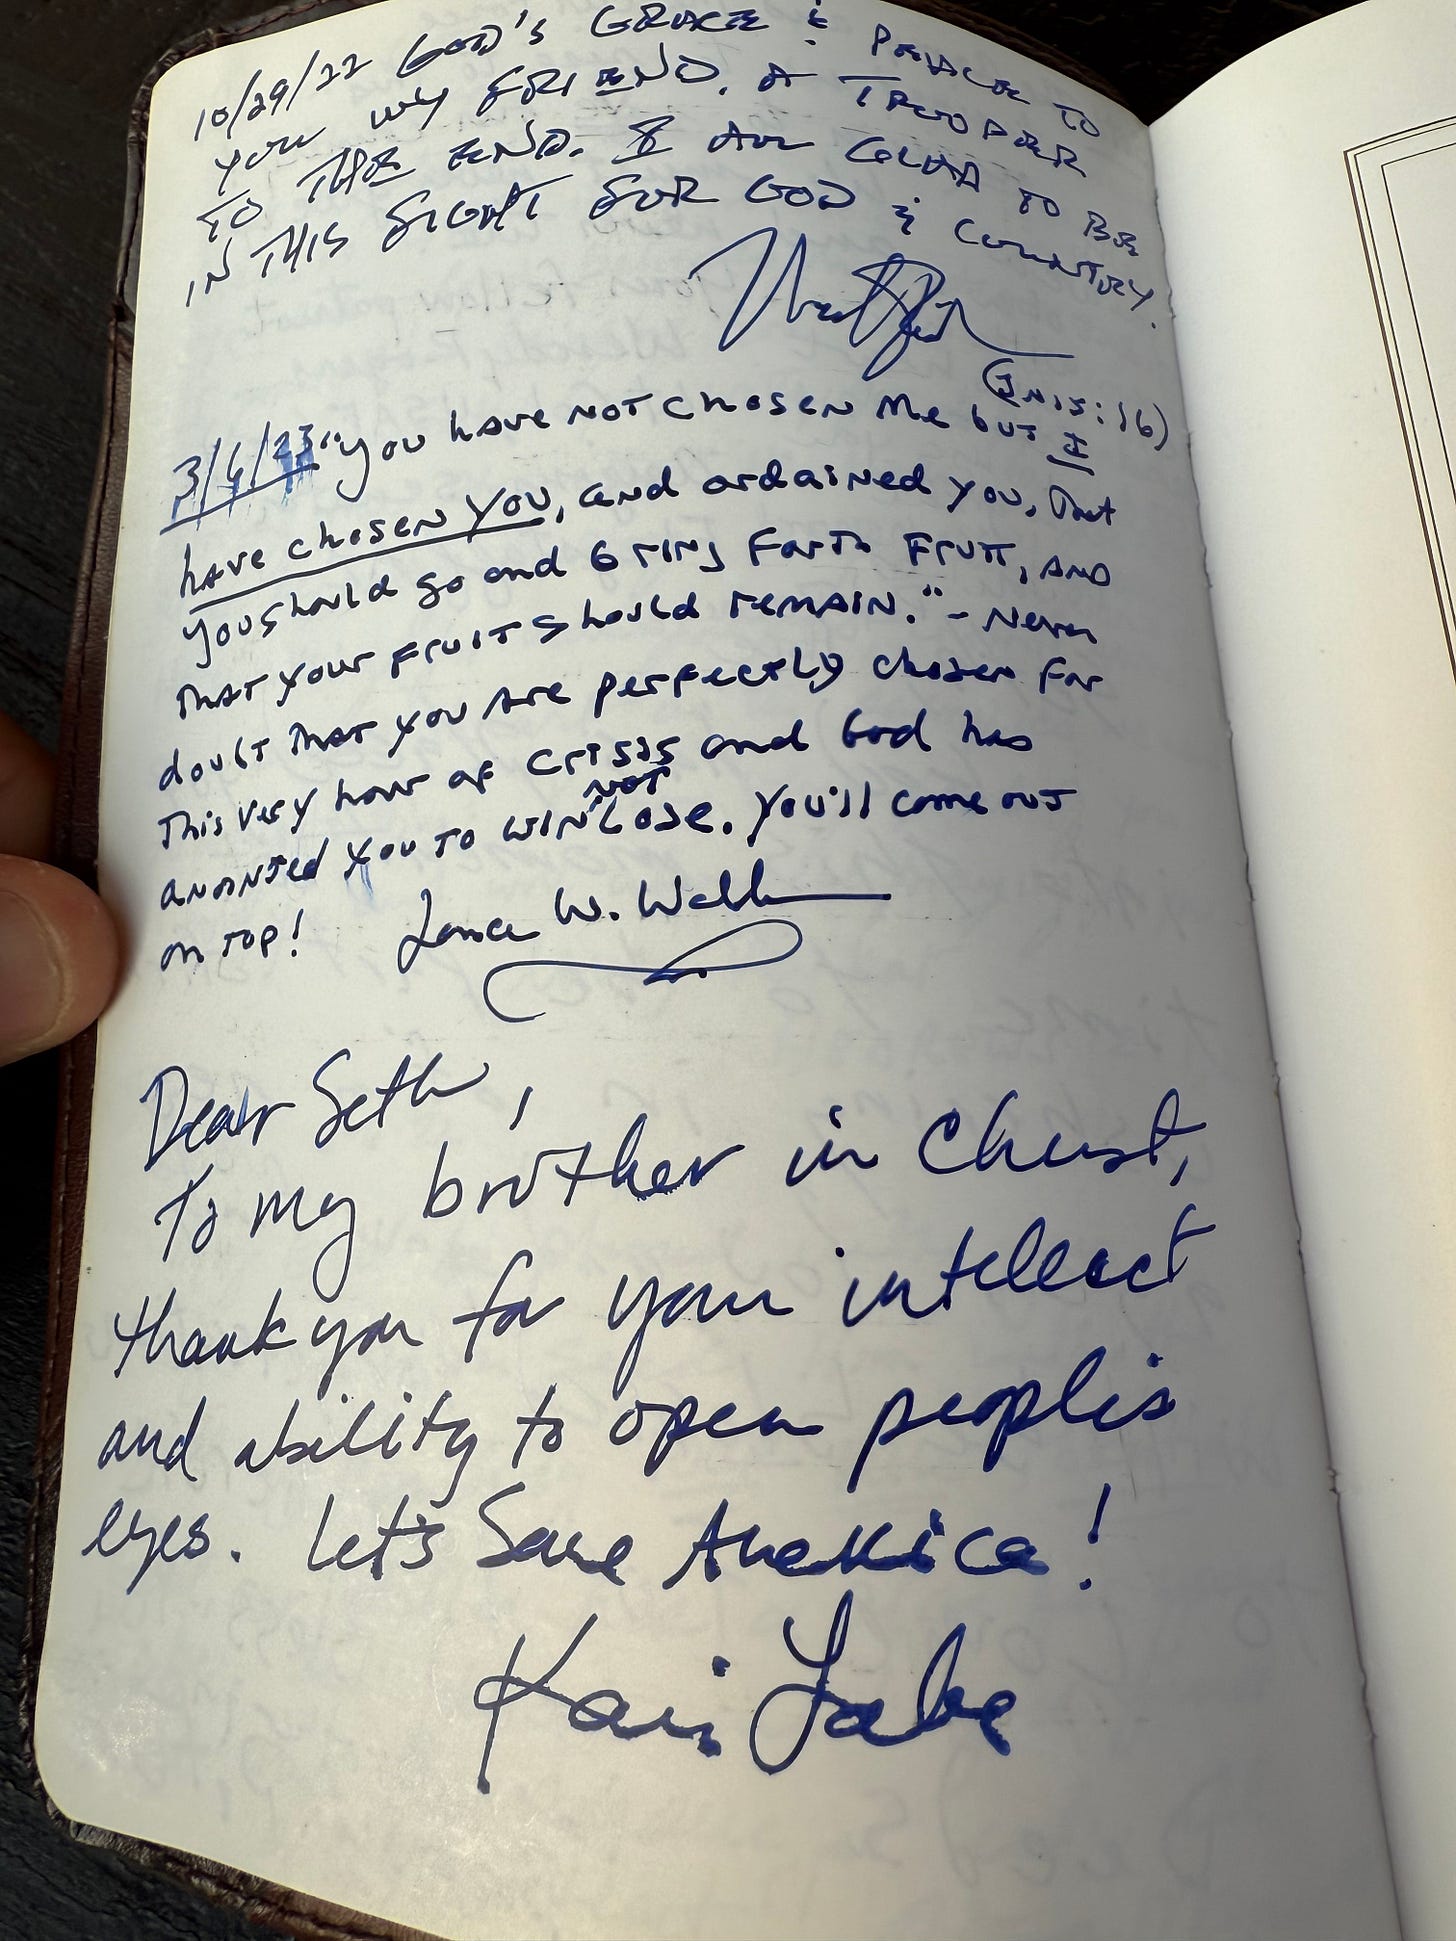 10/29/22 GOD'S GRACE & PEACE TO
YOU MY FRIEND. A TROOPER
TO THE END. I AM GLAD TO BE
IN THIS FIGHT FOR GOD & COUNTRY.
(Jn 15:16)
3/6/23 "You have NOT chosen Me but I
have chosen you, and ordained you, that
you should go and bring forth Fruit, AND
that your fruit should remain." - Never
doubt that you are perfectly chosen for
This very hour of crisis and God has
anointed you to WIN NOT Lose. You'll come out
on top! Lance W. Wall
Dear Seth,
To my brother in Christ,
thank you for your intellect
and ability to open people's
eyes. Let's Save America!
Kari Lake